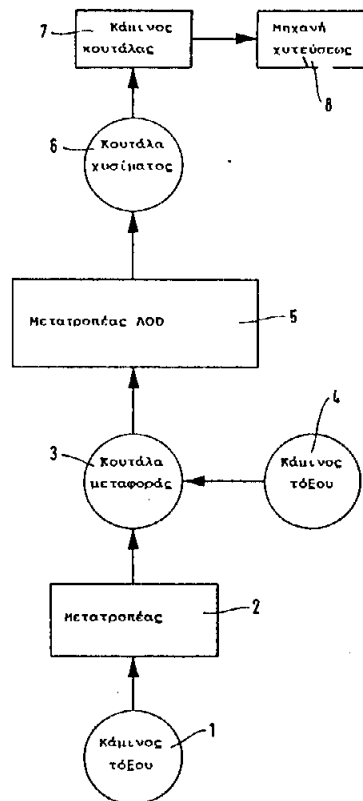 7
Κάμινος
κουτάλας
Μηχανή
χυτεύσεως
8
6
Κουτάλα
χυσίματος
Μετατροπέας AOD
5
3
Κουτάλα
μεταφοράς
4
Κάμινος
τόξου
Μετατροπέας
2
Κάμινος
τόξου
1